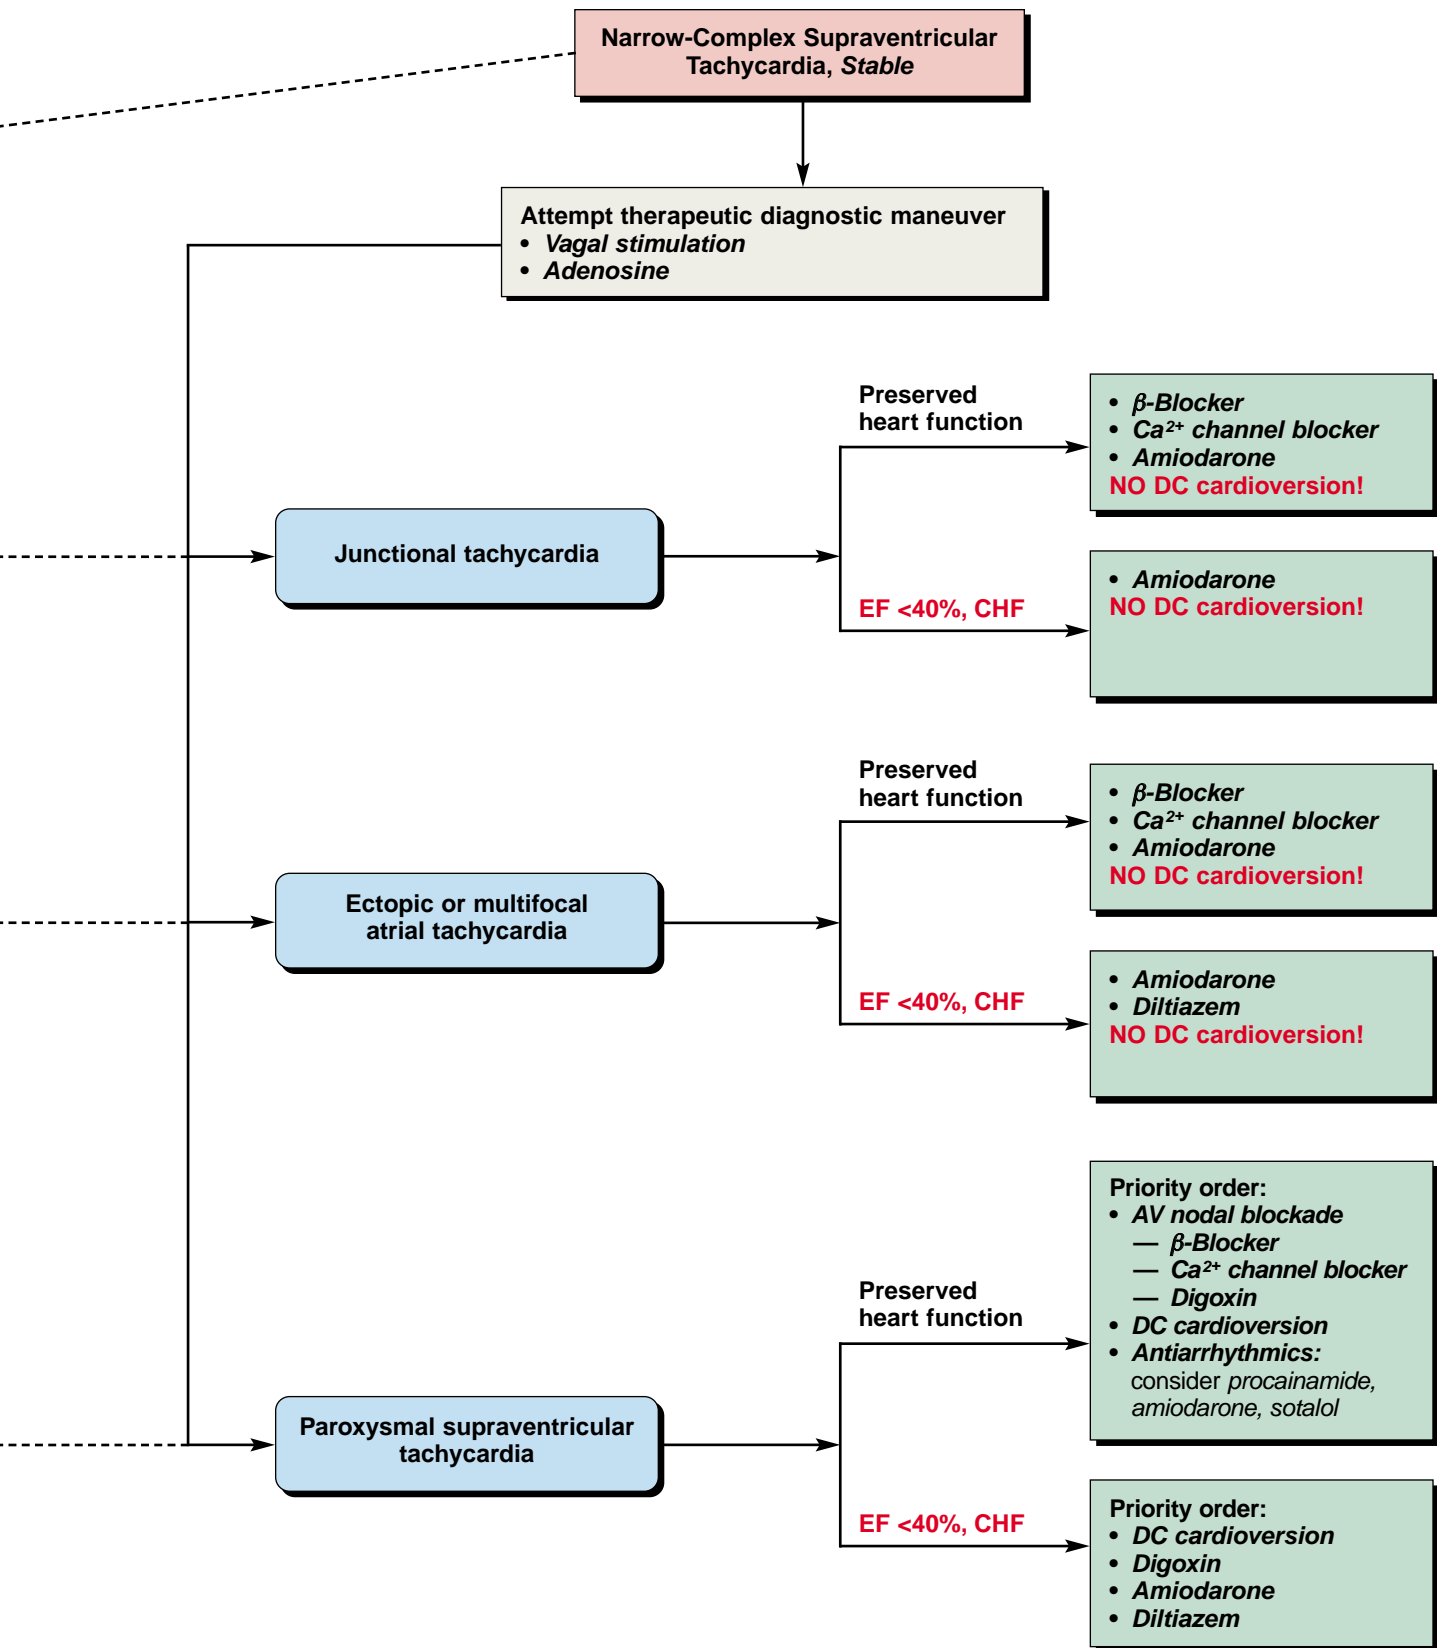 Narrow-Complex Supraventricular
Tachycardia, Stable
Attempt therapeutic diagnostic maneuver
• Vagal stimulation
• Adenosine
Preserved
heart function
• β-Blocker
• Ca²⁺ channel blocker
• Amiodarone
NO DC cardioversion!
Junctional tachycardia
EF <40%, CHF
• Amiodarone
NO DC cardioversion!
Preserved
heart function
• β-Blocker
• Ca²⁺ channel blocker
• Amiodarone
NO DC cardioversion!
Ectopic or multifocal
atrial tachycardia
EF <40%, CHF
• Amiodarone
• Diltiazem
NO DC cardioversion!
Preserved
heart function
Priority order:
• AV nodal blockade
— β-Blocker
— Ca²⁺ channel blocker
— Digoxin
• DC cardioversion
• Antiarrhythmics:
consider procainamide,
amiodarone, sotalol
Paroxysmal supraventricular
tachycardia
EF <40%, CHF
Priority order:
• DC cardioversion
• Digoxin
• Amiodarone
• Diltiazem